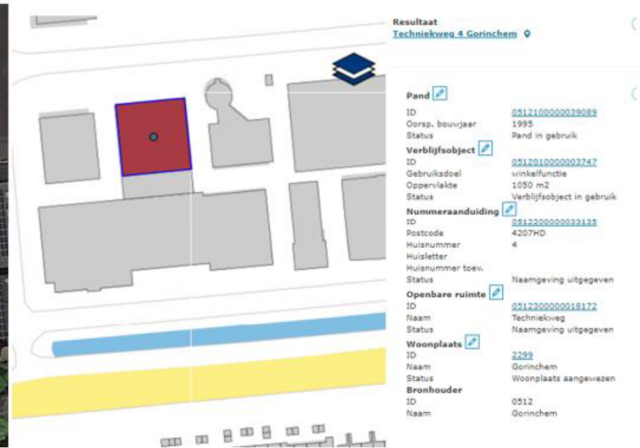 Resultaat
Techniekweg 4 Gorinchem
Pand
ID 0512100000039089
Oorsp. bouwjaar 1995
Status Pand in gebruik
Verblijfsobject
ID 0512010000003747
Gebruiksdoel winkelfunctie
Oppervlakte 1050 m2
Status Verblijfsobject in gebruik
Nummeraanduiding
ID 0512200000033135
Postcode 4207HD
Huisnummer 4
Huisletter
Huisnummer toev.
Status Naamgeving uitgegeven
Openbare ruimte
ID 0512300000018172
Naam Techniekweg
Status Naamgeving uitgegeven
Woonplaats
ID 2299
Naam Gorinchem
Status Woonplaats aangewezen
Bronhouder
ID 0512
Naam Gorinchem